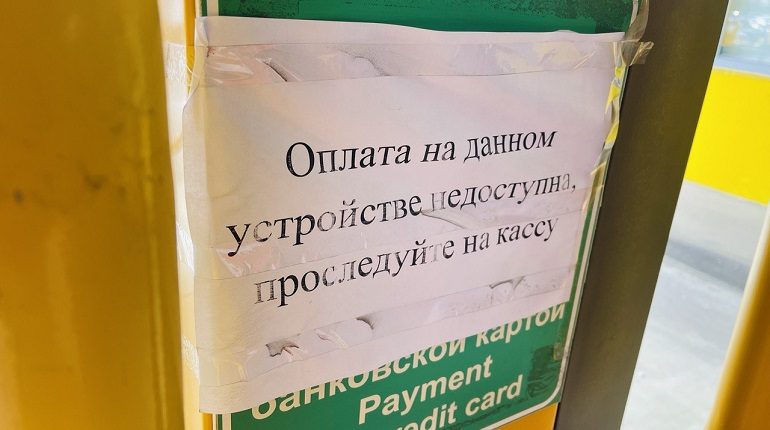 Оплата на данном
устройстве недоступна,
проследуйте на кассу
банковской картой
Payment
credit card